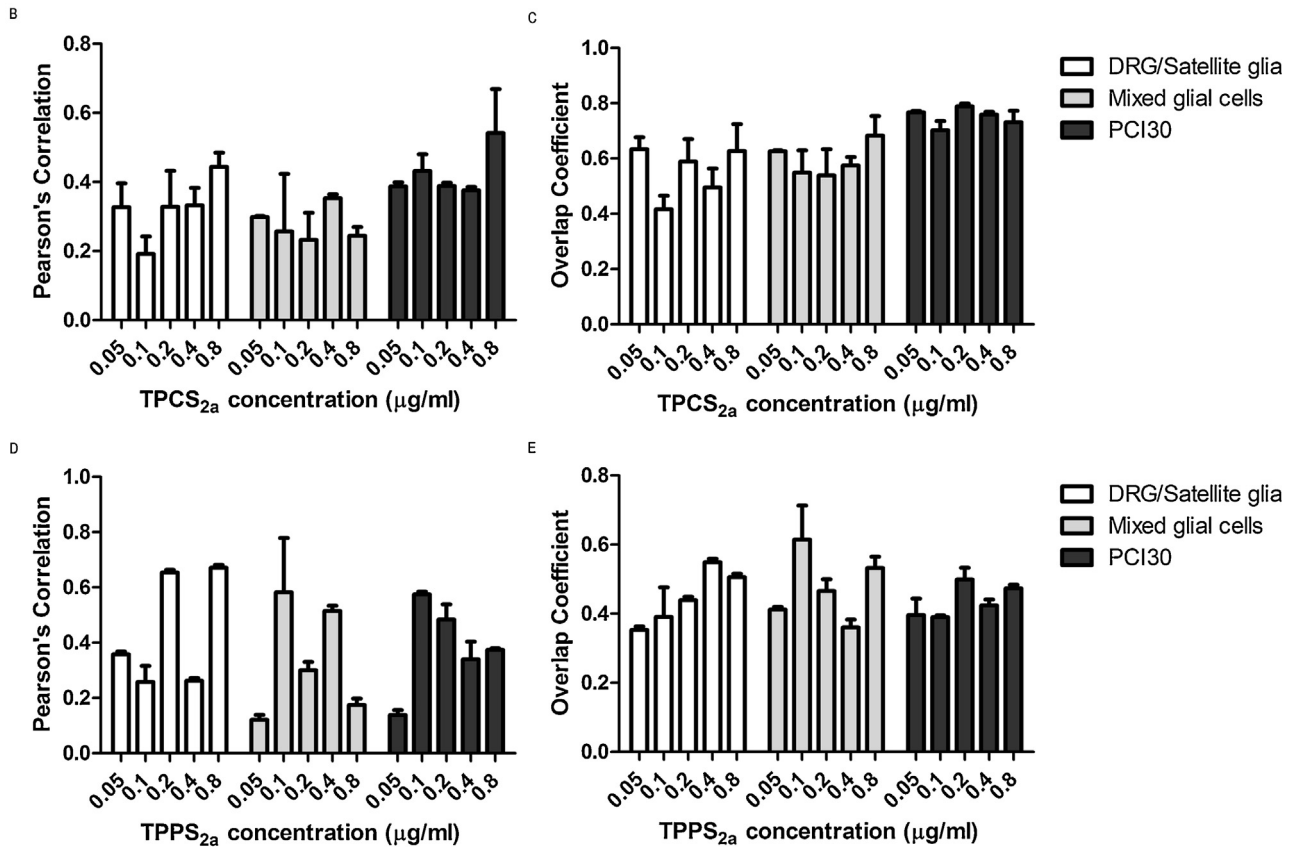 B
Pearson's Correlation
0.8
0.6
0.4
0.2
0.0
0.05 0.1 0.2 0.4 0.8 0.05 0.1 0.2 0.4 0.8 0.05 0.1 0.2 0.4 0.8
TPCS2a concentration (μg/ml)
C
Overlap Coefficient
1.0
0.8
0.6
0.4
0.2
0.0
0.05 0.1 0.2 0.4 0.8 0.05 0.1 0.2 0.4 0.8 0.05 0.1 0.2 0.4 0.8
TPCS2a concentration (μg/ml)
DRG/Satellite glia
Mixed glial cells
PCI30
D
Pearson's Correlation
1.0
0.8
0.6
0.4
0.2
0.0
0.05 0.1 0.2 0.4 0.8 0.05 0.1 0.2 0.4 0.8 0.05 0.1 0.2 0.4 0.8
TPPS2a concentration (μg/ml)
E
Overlap Coefficient
0.8
0.6
0.4
0.2
0.0
0.05 0.1 0.2 0.4 0.8 0.05 0.1 0.2 0.4 0.8 0.05 0.1 0.2 0.4 0.8
TPPS2a concentration (μg/ml)
DRG/Satellite glia
Mixed glial cells
PCI30